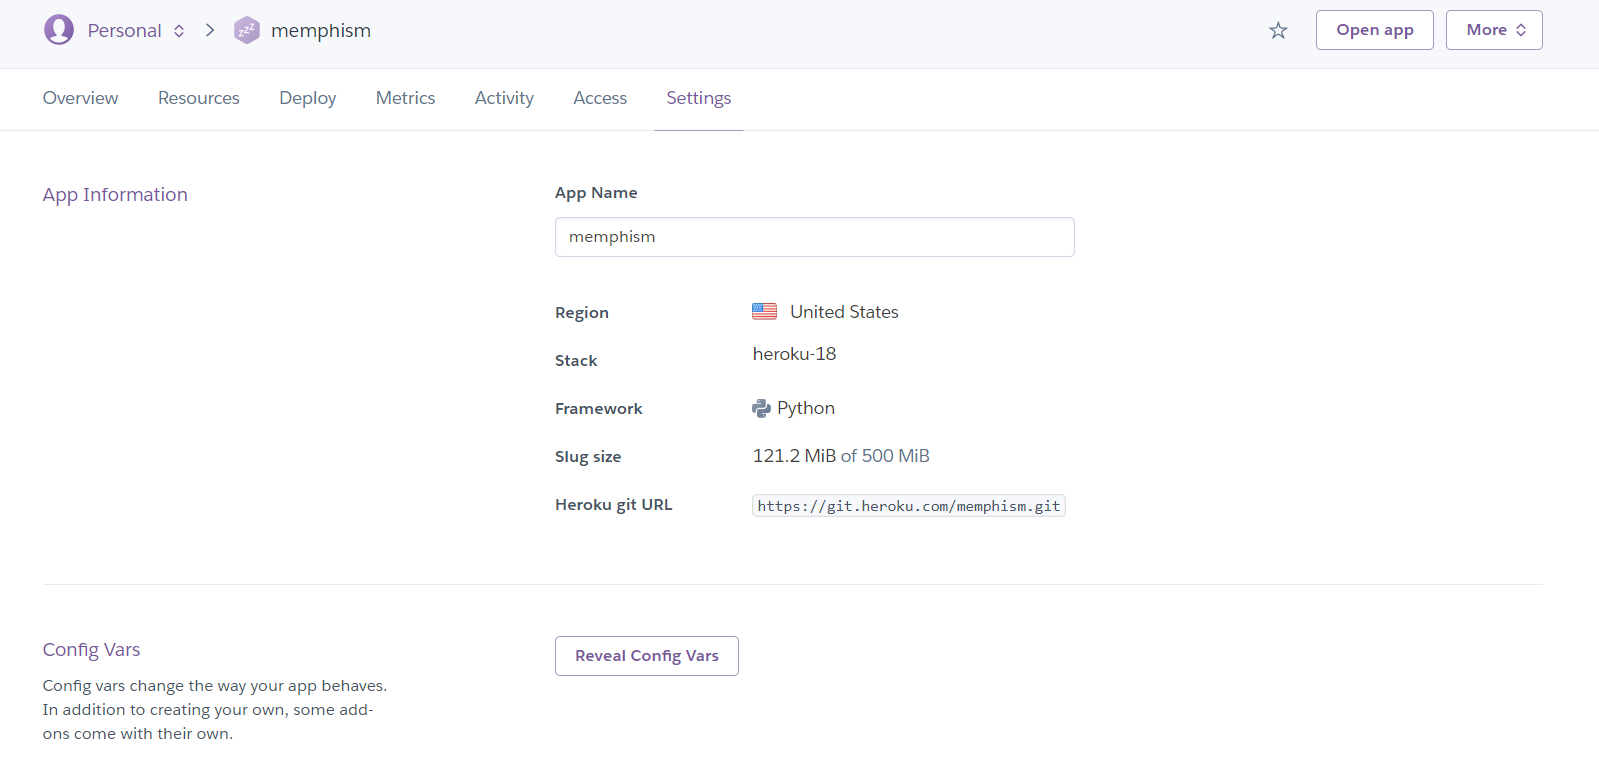 Personal memphism Open app More
Overview Resources Deploy Metrics Activity Access Settings
App Information
App Name
memphism
Region United States
Stack heroku-18
Framework Python
Slug size 121.2 MiB of 500 MiB
Heroku git URL https://git.heroku.com/memphism.git
Config Vars
Reveal Config Vars
Config vars change the way your app behaves.
In addition to creating your own, some add-
ons come with their own.